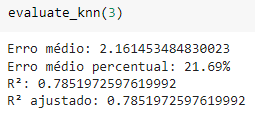 evaluate_knn(3)
Erro médio: 2.161453484830023
Erro médio percentual: 21.69%
R²: 0.7851972597619992
R² ajustado: 0.7851972597619992